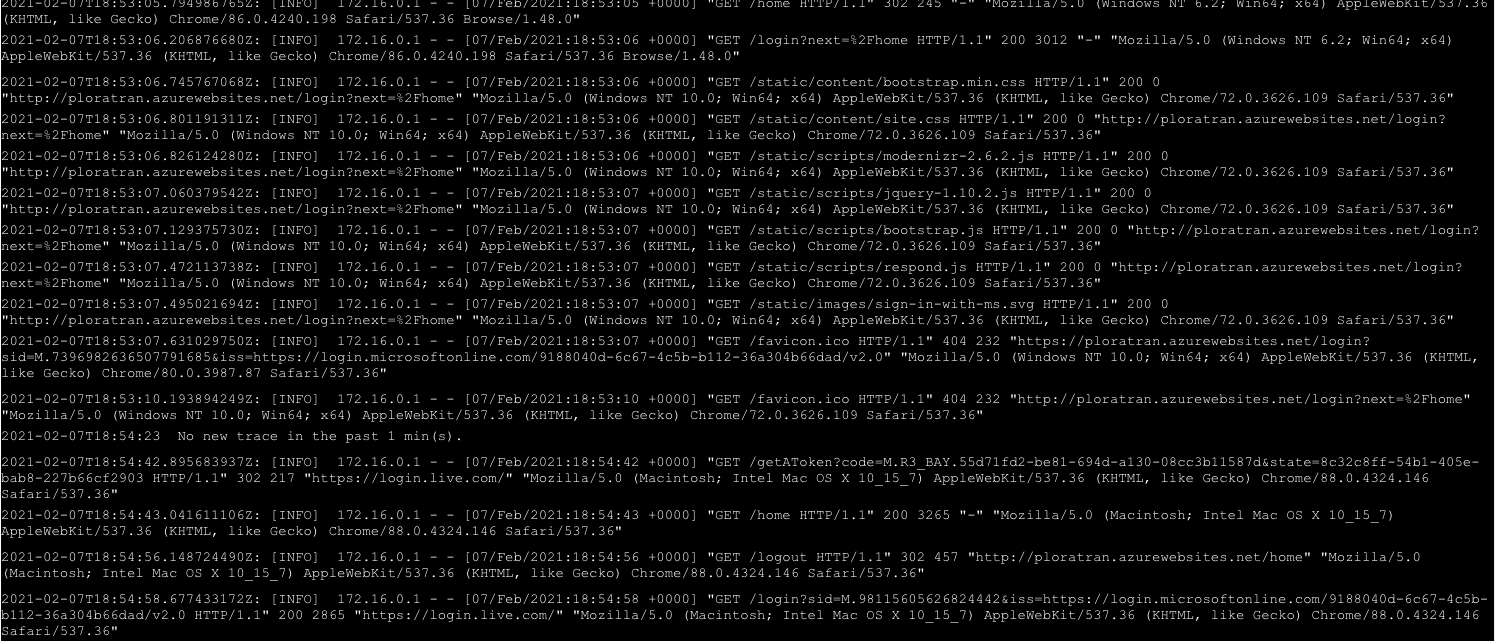 2021-02-07T18:53:05.794986765Z: [INFO]  172.16.0.1 - - [07/Feb/2021:18:53:05 +0000] "GET /home HTTP/1.1" 302 245 "-" "Mozilla/5.0 (Windows NT 6.2; Win64; x64) AppleWebKit/537.36
(KHTML, like Gecko) Chrome/86.0.4240.198 Safari/537.36 Browse/1.48.0"
2021-02-07T18:53:06.206876680Z: [INFO]  172.16.0.1 - - [07/Feb/2021:18:53:06 +0000] "GET /login?next=%2Fhome HTTP/1.1" 200 3012 "-" "Mozilla/5.0 (Windows NT 6.2; Win64; x64)
AppleWebKit/537.36 (KHTML, like Gecko) Chrome/86.0.4240.198 Safari/537.36 Browse/1.48.0"
2021-02-07T18:53:06.745767068Z: [INFO]  172.16.0.1 - - [07/Feb/2021:18:53:06 +0000] "GET /static/content/bootstrap.min.css HTTP/1.1" 200 0
"http://ploratran.azurewebsites.net/login?next=%2Fhome" "Mozilla/5.0 (Windows NT 10.0; Win64; x64) AppleWebKit/537.36 (KHTML, like Gecko) Chrome/72.0.3626.109 Safari/537.36"
2021-02-07T18:53:06.801191311Z: [INFO]  172.16.0.1 - - [07/Feb/2021:18:53:06 +0000] "GET /static/content/site.css HTTP/1.1" 200 0 "http://ploratran.azurewebsites.net/login?
next=%2Fhome" "Mozilla/5.0 (Windows NT 10.0; Win64; x64) AppleWebKit/537.36 (KHTML, like Gecko) Chrome/72.0.3626.109 Safari/537.36"
2021-02-07T18:53:06.826124280Z: [INFO]  172.16.0.1 - - [07/Feb/2021:18:53:06 +0000] "GET /static/scripts/modernizr-2.6.2.js HTTP/1.1" 200 0
"http://ploratran.azurewebsites.net/login?next=%2Fhome" "Mozilla/5.0 (Windows NT 10.0; Win64; x64) AppleWebKit/537.36 (KHTML, like Gecko) Chrome/72.0.3626.109 Safari/537.36"
2021-02-07T18:53:07.060379542Z: [INFO]  172.16.0.1 - - [07/Feb/2021:18:53:07 +0000] "GET /static/scripts/jquery-1.10.2.js HTTP/1.1" 200 0
"http://ploratran.azurewebsites.net/login?next=%2Fhome" "Mozilla/5.0 (Windows NT 10.0; Win64; x64) AppleWebKit/537.36 (KHTML, like Gecko) Chrome/72.0.3626.109 Safari/537.36"
2021-02-07T18:53:07.129375730Z: [INFO]  172.16.0.1 - - [07/Feb/2021:18:53:07 +0000] "GET /static/scripts/bootstrap.js HTTP/1.1" 200 0 "http://ploratran.azurewebsites.net/login?
next=%2Fhome" "Mozilla/5.0 (Windows NT 10.0; Win64; x64) AppleWebKit/537.36 (KHTML, like Gecko) Chrome/72.0.3626.109 Safari/537.36"
2021-02-07T18:53:07.472113738Z: [INFO]  172.16.0.1 - - [07/Feb/2021:18:53:07 +0000] "GET /static/scripts/respond.js HTTP/1.1" 200 0 "http://ploratran.azurewebsites.net/login?
next=%2Fhome" "Mozilla/5.0 (Windows NT 10.0; Win64; x64) AppleWebKit/537.36 (KHTML, like Gecko) Chrome/72.0.3626.109 Safari/537.36"
2021-02-07T18:53:07.495021694Z: [INFO]  172.16.0.1 - - [07/Feb/2021:18:53:07 +0000] "GET /static/images/sign-in-with-ms.svg HTTP/1.1" 200 0
"http://ploratran.azurewebsites.net/login?next=%2Fhome" "Mozilla/5.0 (Windows NT 10.0; Win64; x64) AppleWebKit/537.36 (KHTML, like Gecko) Chrome/72.0.3626.109 Safari/537.36"
2021-02-07T18:53:07.631029750Z: [INFO]  172.16.0.1 - - [07/Feb/2021:18:53:07 +0000] "GET /favicon.ico HTTP/1.1" 404 232 "https://ploratran.azurewebsites.net/login?
sid=M.7396982636507791685&iss=https://login.microsoftonline.com/9188040d-6c67-4c5b-b112-36a304b66dad/v2.0" "Mozilla/5.0 (Windows NT 10.0; Win64; x64) AppleWebKit/537.36 (KHTML,
like Gecko) Chrome/80.0.3987.87 Safari/537.36"
2021-02-07T18:53:10.193894249Z: [INFO]  172.16.0.1 - - [07/Feb/2021:18:53:10 +0000] "GET /favicon.ico HTTP/1.1" 404 232 "http://ploratran.azurewebsites.net/login?next=%2Fhome"
"Mozilla/5.0 (Windows NT 10.0; Win64; x64) AppleWebKit/537.36 (KHTML, like Gecko) Chrome/72.0.3626.109 Safari/537.36"
2021-02-07T18:54:23  No new trace in the past 1 min(s).
2021-02-07T18:54:42.895683937Z: [INFO]  172.16.0.1 - - [07/Feb/2021:18:54:42 +0000] "GET /getAToken?code=M.R3_BAY.55d71fd2-be81-694d-a130-08cc3b11587d&state=8c32c8ff-54b1-405e-
bab8-227b66cf2903 HTTP/1.1" 302 217 "https://login.live.com/" "Mozilla/5.0 (Macintosh; Intel Mac OS X 10_15_7) AppleWebKit/537.36 (KHTML, like Gecko) Chrome/88.0.4324.146
Safari/537.36"
2021-02-07T18:54:43.041611106Z: [INFO]  172.16.0.1 - - [07/Feb/2021:18:54:43 +0000] "GET /home HTTP/1.1" 200 3265 "-" "Mozilla/5.0 (Macintosh; Intel Mac OS X 10_15_7)
AppleWebKit/537.36 (KHTML, like Gecko) Chrome/88.0.4324.146 Safari/537.36"
2021-02-07T18:54:56.148724490Z: [INFO]  172.16.0.1 - - [07/Feb/2021:18:54:56 +0000] "GET /logout HTTP/1.1" 302 457 "http://ploratran.azurewebsites.net/home" "Mozilla/5.0
(Macintosh; Intel Mac OS X 10_15_7) AppleWebKit/537.36 (KHTML, like Gecko) Chrome/88.0.4324.146 Safari/537.36"
2021-02-07T18:54:58.677433172Z: [INFO]  172.16.0.1 - - [07/Feb/2021:18:54:58 +0000] "GET /login?sid=M.98115605626824442&iss=https://login.microsoftonline.com/9188040d-6c67-4c5b-
b112-36a304b66dad/v2.0 HTTP/1.1" 200 2865 "https://login.live.com/" "Mozilla/5.0 (Macintosh; Intel Mac OS X 10_15_7) AppleWebKit/537.36 (KHTML, like Gecko) Chrome/88.0.4324.146
Safari/537.36"